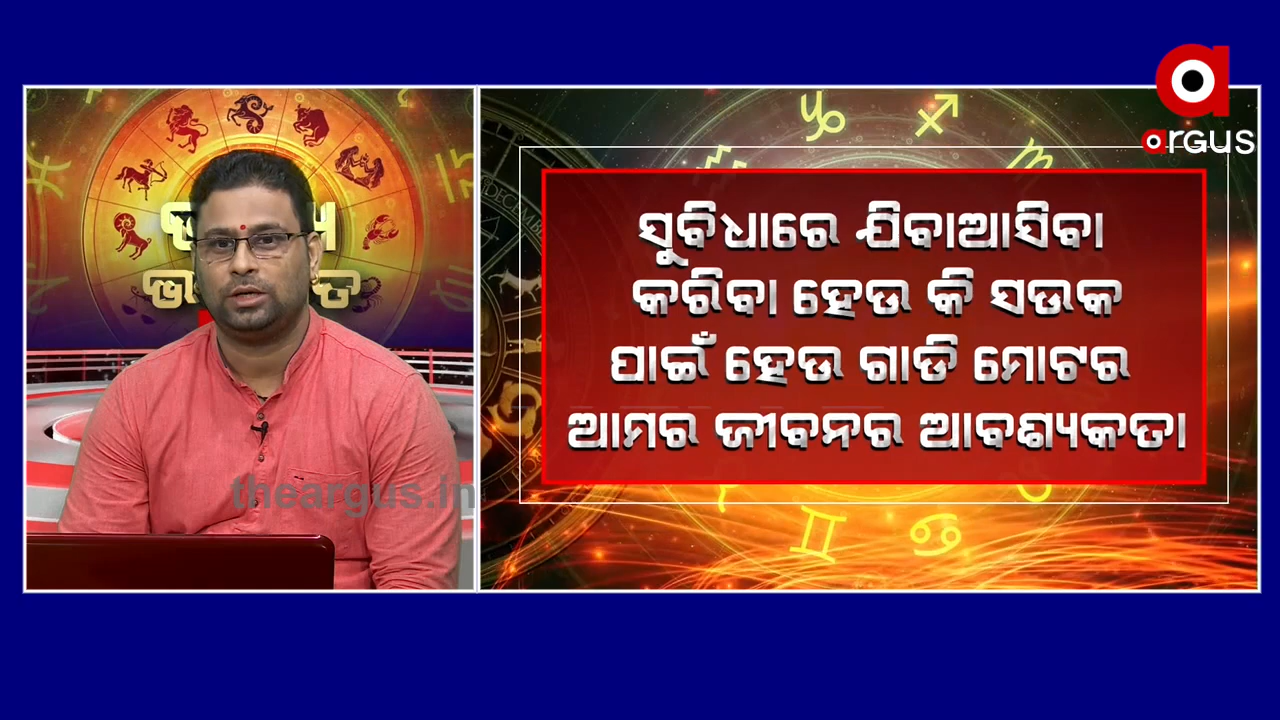 argus
ସୁବିଧାରେ ଯିବାଆସିବା
କରିବା ହେଉ କି ସଉକ
ପାଇଁ ହେଉ ଗାଡି ମୋଟର
ଆମର ଜୀବନର ଆବଶ୍ୟକତା
theargus.in